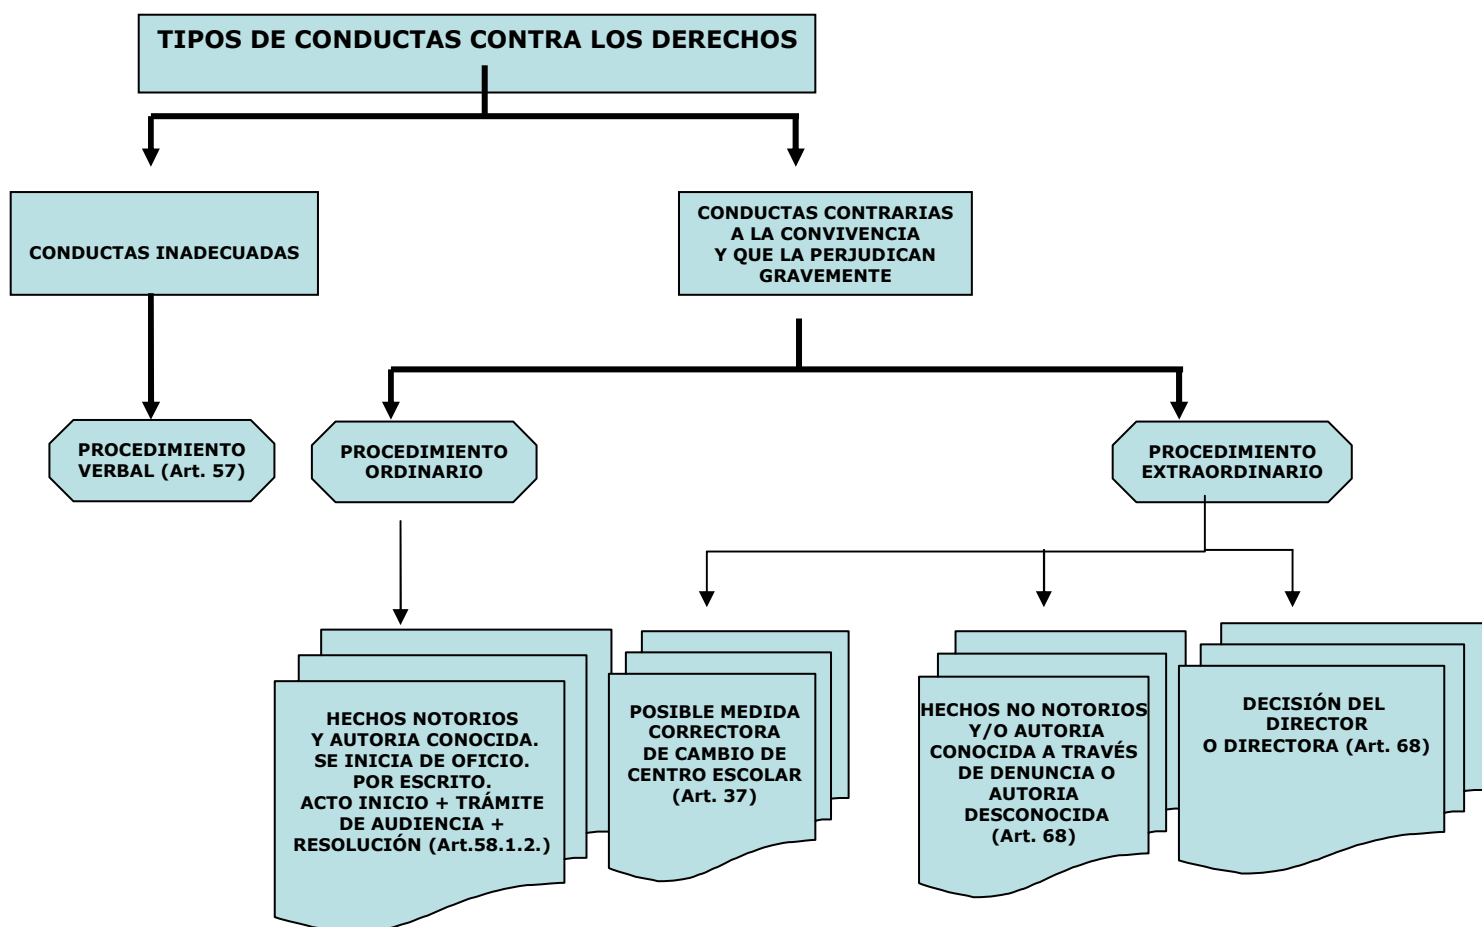 TIPOS DE CONDUCTAS CONTRA LOS DERECHOS
CONDUCTAS INADECUADAS
CONDUCTAS CONTRARIAS
A LA CONVIVENCIA
Y QUE LA PERJUDICAN
GRAVEMENTE
PROCEDIMIENTO
VERBAL (Art. 57)
PROCEDIMIENTO
ORDINARIO
PROCEDIMIENTO
EXTRAORDINARIO
HECHOS NOTORIOS
Y AUTORIA CONOCIDA.
SE INICIA DE OFICIO.
POR ESCRITO.
ACTO INICIO + TRÁMITE
DE AUDIENCIA +
RESOLUCIÓN (Art.58.1.2.)
POSIBLE MEDIDA
CORRECTORA
DE CAMBIO DE
CENTRO ESCOLAR
(Art. 37)
HECHOS NO NOTORIOS
Y/O AUTORIA
CONOCIDA A TRAVÉS
DE DENUNCIA O
AUTORIA
DESCONOCIDA
(Art. 68)
DECISIÓN DEL
DIRECTOR
O DIRECTORA (Art. 68)